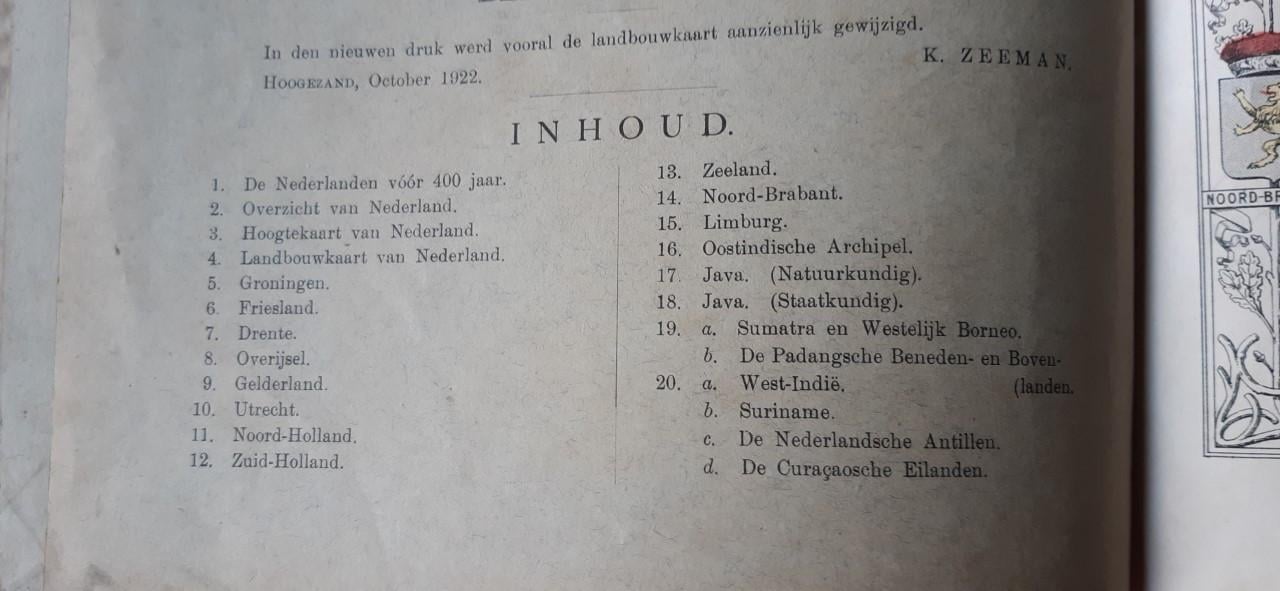 In den nieuwen druk werd vooral de landbouwkaart aanzienlijk gewijzigd.
K. ZEEMAN.
HOOGEZAND, October 1922.
INHOUD.
1. De Nederlanden vóór 400 jaar.
2. Overzicht van Nederland.
3. Hoogtekaart van Nederland.
4. Landbouwkaart van Nederland.
5. Groningen.
6. Friesland.
7. Drente.
8. Overijsel.
9. Gelderland.
10. Utrecht.
11. Noord-Holland.
12. Zuid-Holland.
13. Zeeland.
14. Noord-Brabant.
15. Limburg.
16. Oostindische Archipel.
17. Java. (Natuurkundig).
18. Java. (Staatkundig).
19. a. Sumatra en Westelijk Borneo.
b. De Padangsche Beneden- en Boven-
20. a. West-Indië. (landen.
b. Suriname.
c. De Nederlandsche Antillen.
d. De Curaçaosche Eilanden.
NOORD-BR